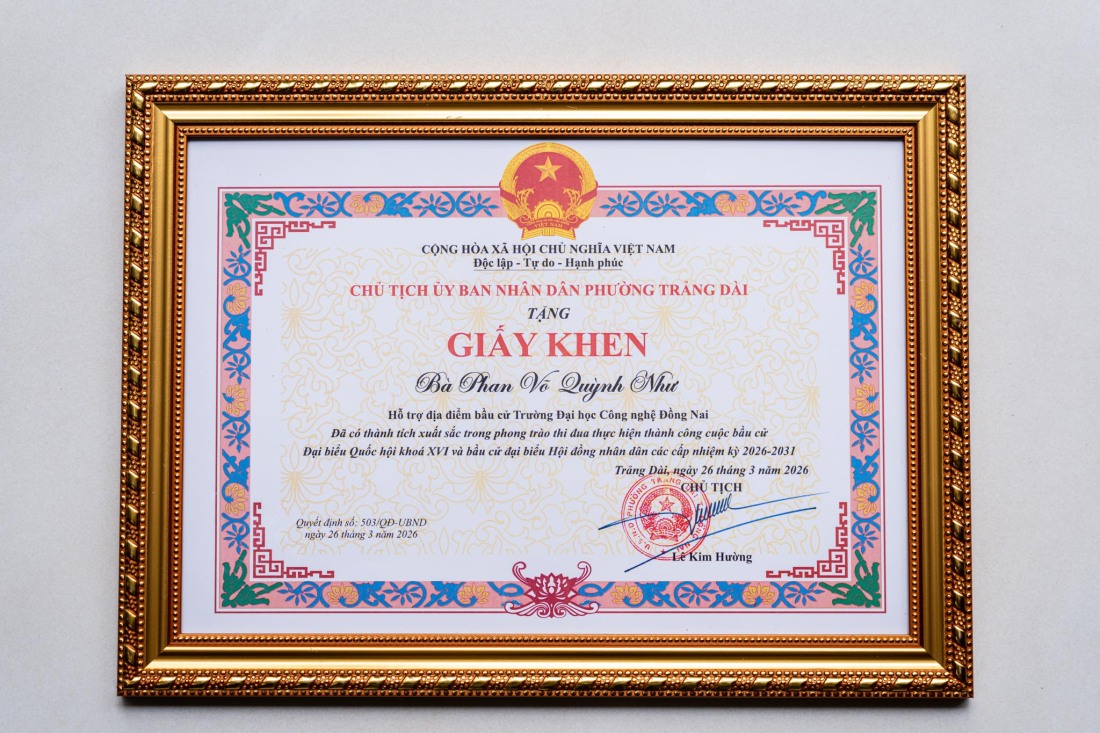 VIỆT NAM
CỘNG HÒA XÃ HỘI CHỦ NGHĨA VIỆT NAM
Độc lập - Tự do - Hạnh phúc
CHỦ TỊCH ỦY BAN NHÂN DÂN PHƯỜNG TRẢNG DÀI
TẶNG
GIẤY KHEN
Bà Phan Võ Quỳnh Như
Hỗ trợ địa điểm bầu cử Trường Đại học Công nghệ Đồng Nai
Đã có thành tích xuất sắc trong phong trào thi đua thực hiện thành công cuộc bầu cử
Đại biểu Quốc hội khoá XVI và bầu cử đại biểu Hội đồng nhân dân các cấp nhiệm kỳ 2026-2031
Trảng Dài, ngày 26 tháng 3 năm 2026
CHỦ TỊCH
U.B.N.D PHƯỜNG TRẢNG
Quyết định số: 503/QĐ-UBND
ngày 26 tháng 3 năm 2026
Lê Kim Hường